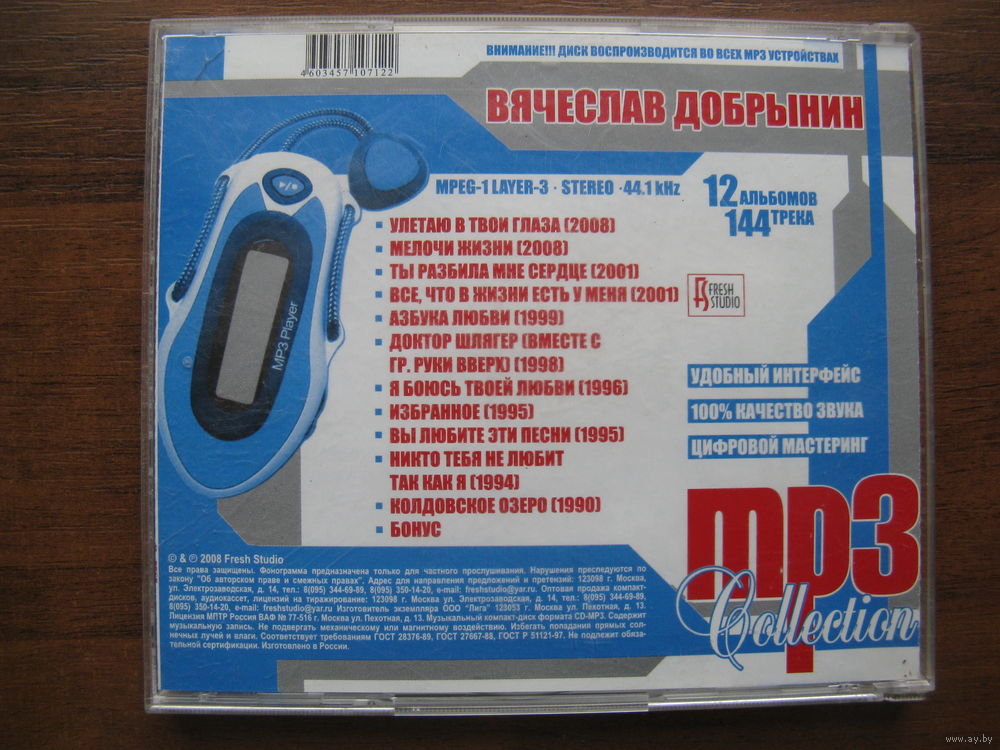 4603457107122
ВНИМАНИЕ!!! ДИСК ВОСПРОИЗВОДИТСЯ ВО ВСЕХ MP3 УСТРОЙСТВАХ
ВЯЧЕСЛАВ ДОБРЫНИН
MPEG-1 LAYER-3 · STEREO ·44.1 kHz
12 АЛЬБОМОВ
144 ТРЕКА
УЛЕТАЮ В ТВОИ ГЛАЗА (2008)
МЕЛОЧИ ЖИЗНИ (2008)
ТЫ РАЗБИЛА МНЕ СЕРДЦЕ (2001)
ВСЕ, ЧТО В ЖИЗНИ ЕСТЬ У МЕНЯ (2001)
АЗБУКА ЛЮБВИ (1999)
ДОКТОР ШЛЯГЕР (ВМЕСТЕ С
ГР. РУКИ ВВЕРХ) (1998)
Я БОЮСЬ ТВОЕЙ ЛЮБВИ (1996)
ИЗБРАННОЕ (1995)
ВЫ ЛЮБИТЕ ЭТИ ПЕСНИ (1995)
НИКТО ТЕБЯ НЕ ЛЮБИТ
ТАК КАК Я (1994)
КОЛДОВСКОЕ ОЗЕРО (1990)
БОНУС
MP3 Player
FS FRESH
STUDIO
УДОБНЫЙ ИНТЕРФЕЙС
100% КАЧЕСТВО ЗВУКА
ЦИФРОВОЙ МАСТЕРИНГ
mp3
Collection
© & ℗ 2008 Fresh Studio
Все права защищены. Фонограмма предназначена только для частного прослушивания. Нарушения преследуются по
закону "Об авторском праве и смежных правах". Адрес для направления предложений и претензий: 123098 г. Москва,
ул. Электрозаводская, д. 14, тел.: 8(095) 344-69-89, 8(095) 350-14-20, e-mail: freshstudio@yar.ru. Оптовая продажа компакт-
дисков, аудиокассет, лицензий на тиражирование: 123098 г. Москва ул. Электрозаводская, д. 14, тел.: 8(095) 344-69-89,
8(095) 350-14-20, e-mail: freshstudio@yar.ru Изготовитель экземпляра ООО "Лига" 123053 г. Москва ул. Пехотная, д. 13.
Лицензия МПТР Россия ВАФ № 77-516 г. Москва ул. Пехотная, д. 13. Музыкальный компакт-диск формата CD-MP3. Содержит
музыкальную запись. Не подвергать механическому или магнитному воздействию. Избегать попадания прямых сол-
нечных лучей и влаги. Соответствует требованиям ГОСТ 28376-89, ГОСТ 27667-88, ГОСТ Р 51121-97. Не подлежит обяза-
тельной сертификации. Изготовлено в России.
www.ay.by